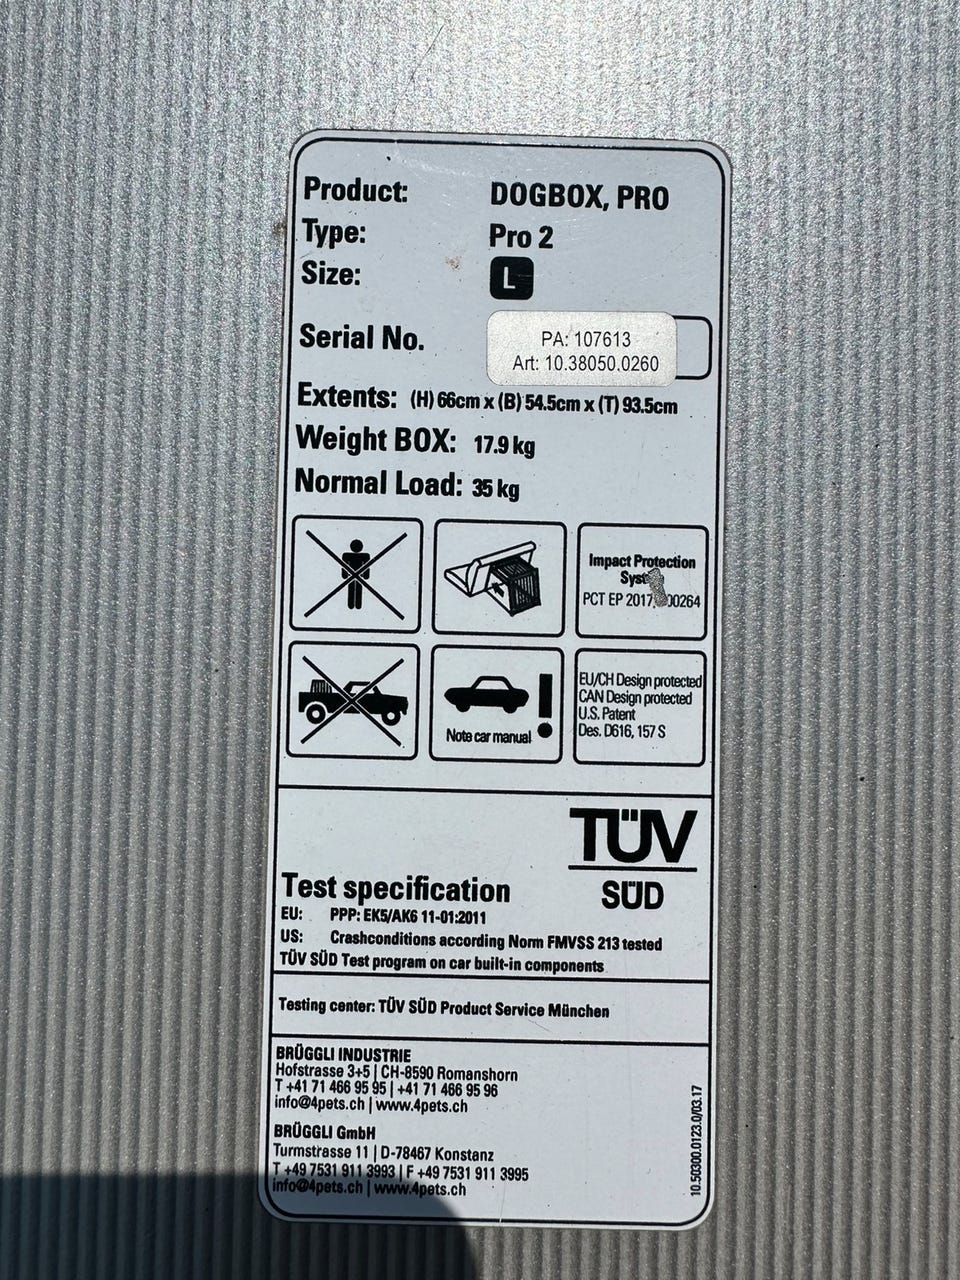 Product: DOGBOX, PRO
Type: Pro 2
Size: L
Serial No. PA: 107613
Art: 10.38050.0260
Extents: (H) 66cm x (B) 54.5cm x (T) 93.5cm
Weight BOX: 17.9 kg
Normal Load: 35 kg
Impact Protection
PCT EP 2017
Note car manual !
EU/CH Design protected
CAN Design protected
U.S. Patent
Des. D616, 157 S
TÜV
SÜD
Test specification
EU: PPP: EK5/AK6 11-01:2011
US: Crashconditions according Norm FMVSS 213 tested
TÜV SÜD Test program on car built-in components
Testing center: TÜV SÜD Product Service München
BRÜGGLI INDUSTRIE
Hofstrasse 3+5 | CH-8590 Romanshorn
T +41 71 466 95 95 | +41 71 466 95 96
info@4pets.ch | www.4pets.ch
BRÜGGLI GmbH
Turmstrasse 11 | D-78467 Konstanz
T +49 7531 911 3993 | F +49 7531 911 3995
info@4pets.ch | www.4pets.ch
10.50300.0123.0/03.17